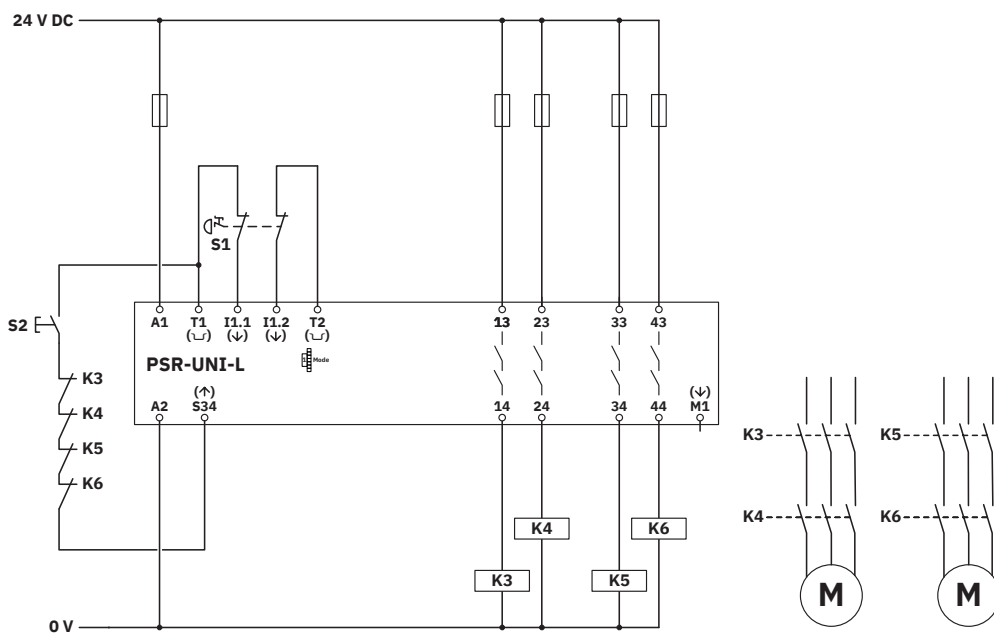 24 V DC
S1
S2
A1
T1
I1.1
I1.2
T2
13
23
33
43
(↓)
(↓)
1
Mode
PSR-UNI-L
K3
K4
K5
K6
(↑)
(↓)
A2
S34
14
24
34
44
M1
K3
K5
K4
K6
K4
K6
K3
K5
M
M
0 V